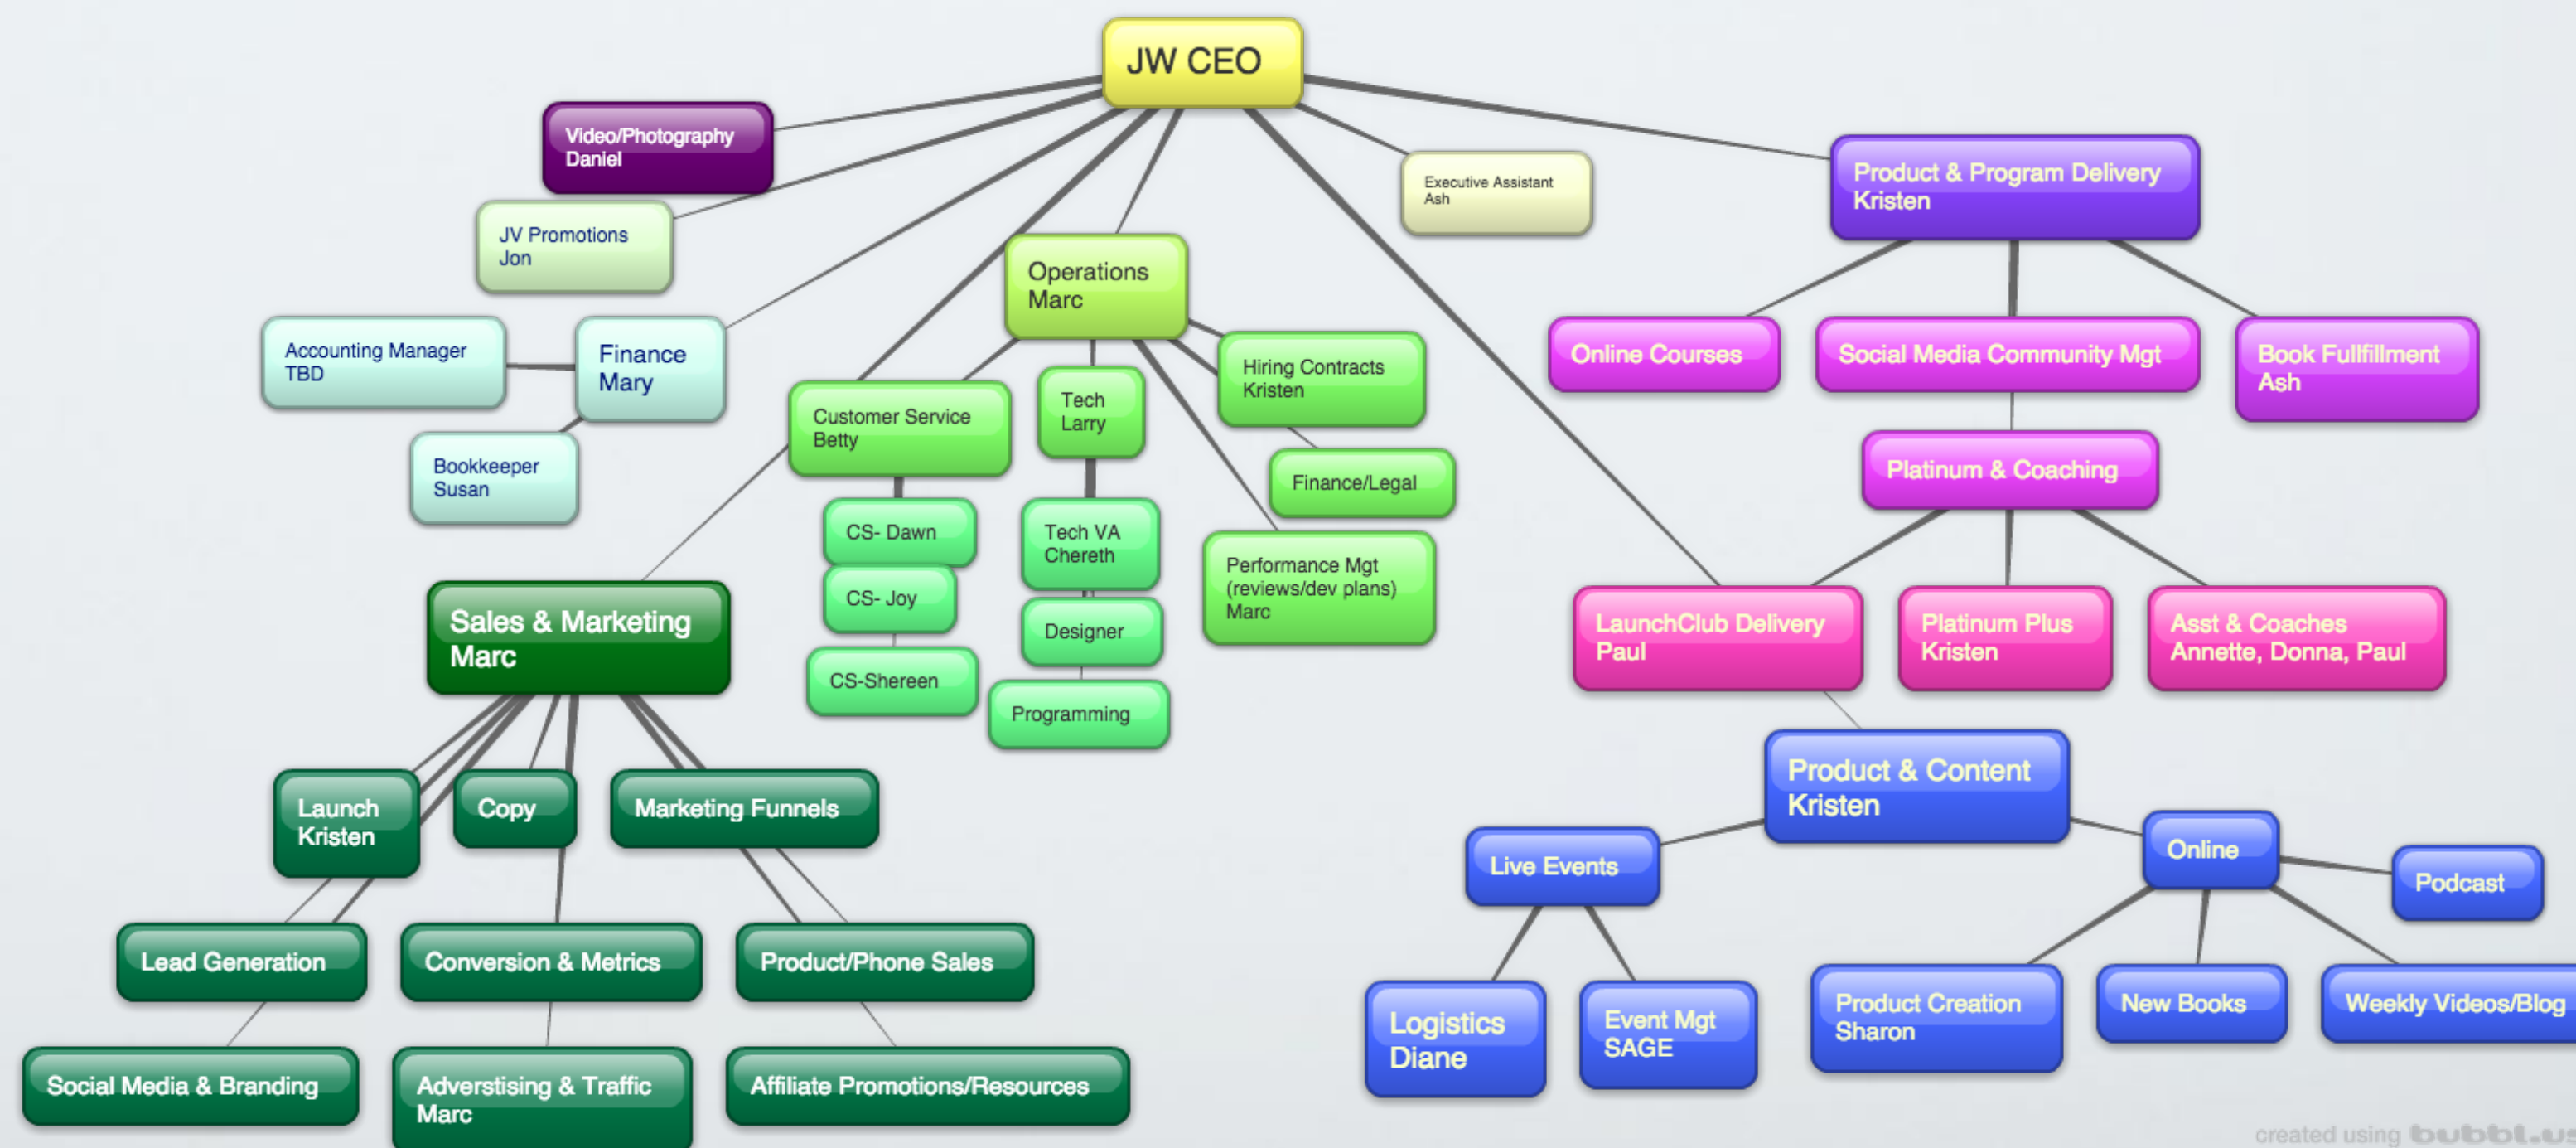 JW CEO
Video/Photography
Daniel
JV Promotions
Jon
Executive Assistant
Ash
Product & Program Delivery
Kristen
Operations
Marc
Accounting Manager
TBD
Finance
Mary
Bookkeeper
Susan
Customer Service
Betty
Tech
Larry
Hiring Contracts
Kristen
Finance/Legal
Online Courses
Social Media Community Mgt
Book Fullfillment
Ash
Platinum & Coaching
CS- Dawn
CS- Joy
CS-Shereen
Tech VA
Chereth
Designer
Programming
Performance Mgt
(reviews/dev plans)
Marc
Sales & Marketing
Marc
LaunchClub Delivery
Paul
Platinum Plus
Kristen
Asst & Coaches
Annette, Donna, Paul
Launch
Kristen
Copy
Marketing Funnels
Product & Content
Kristen
Live Events
Online
Podcast
Lead Generation
Conversion & Metrics
Product/Phone Sales
Logistics
Diane
Event Mgt
SAGE
Product Creation
Sharon
New Books
Weekly Videos/Blog
Social Media & Branding
Adverstising & Traffic
Marc
Affiliate Promotions/Resources
created using bubbl.us